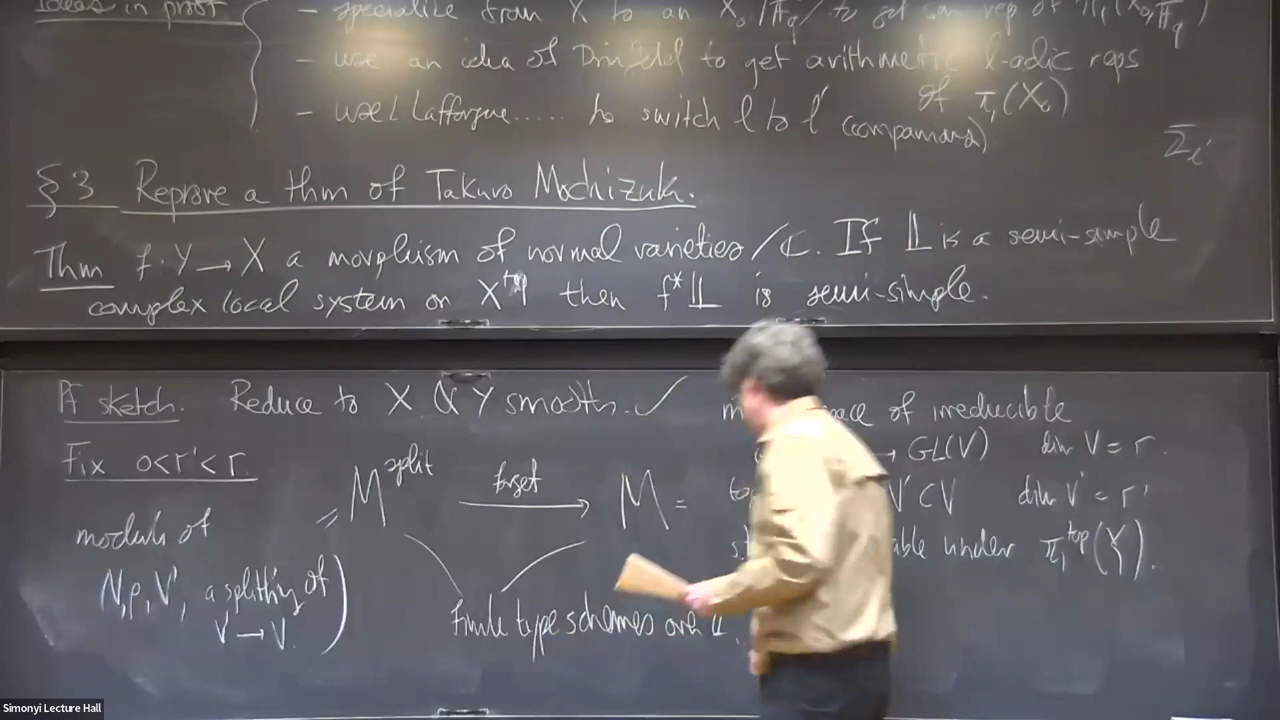 Ideas in proof
- specialize from X to an X₀/F̄_q / to get rep of π₁(X₀,F̄_q)
- use an idea of Drinfeld to get arithmetic ℓ-adic reps of π₁(X₀)
- use L Lafforgue..... to switch ℓ to ℓ' (companions)
§3 Reprove a thm of Takuro Mochizuki.
Thm f: Y → X a morphism of normal varieties / ℂ. If 𝕃 is a semi-simple
complex local system on X^top then f*𝕃 is semi-simple.
Pf sketch. Reduce to X & Y smooth. ✓
Fix 0<r'<r.
M^split → forget M =
of irreducible
→ GL(V) dim V = r.
V' ⊂ V dim V' = r'
under π₁^top(Y).
moduli of
V, ρ, V', a splitting of
V' → V
Finite type schemes over
Simonyi Lecture Hall